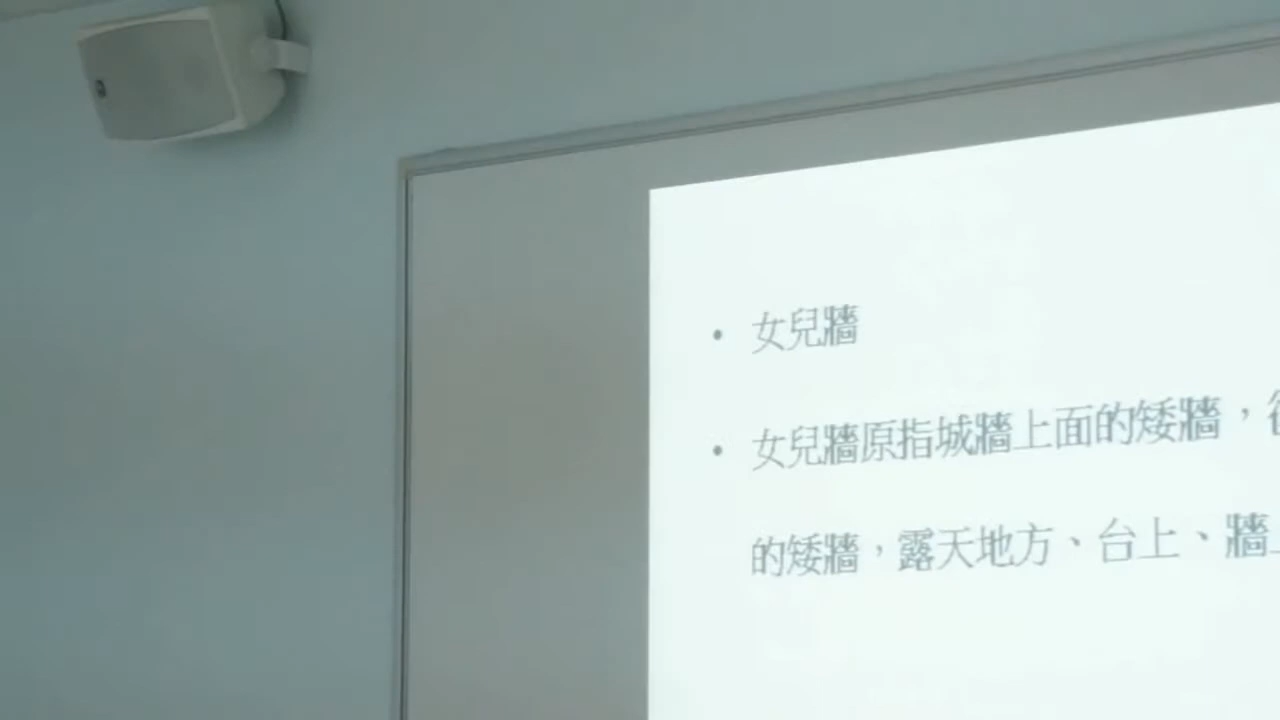 • 女兒牆
• 女兒牆原指城牆上面的矮牆，
的矮牆，露天地方、台上、牆